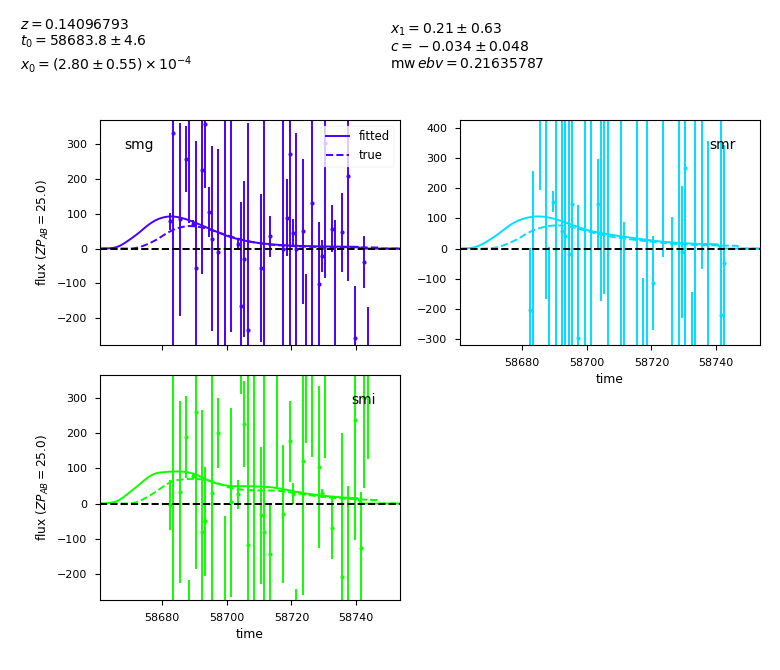 z = 0.14096793
t₀ = 58683.8 ± 4.6
x₀ = (2.80 ± 0.55) × 10⁻⁴
x₁ = 0.21 ± 0.63
c = −0.034 ± 0.048
mw ebv = 0.21635787
smg
fitted
true
300
200
100
0
−100
−200
flux (ZP_AB = 25.0)
smr
400
300
200
100
0
−100
−200
−300
58680 58700 58720 58740
time
smi
300
200
100
0
−100
−200
flux (ZP_AB = 25.0)
58680 58700 58720 58740
time